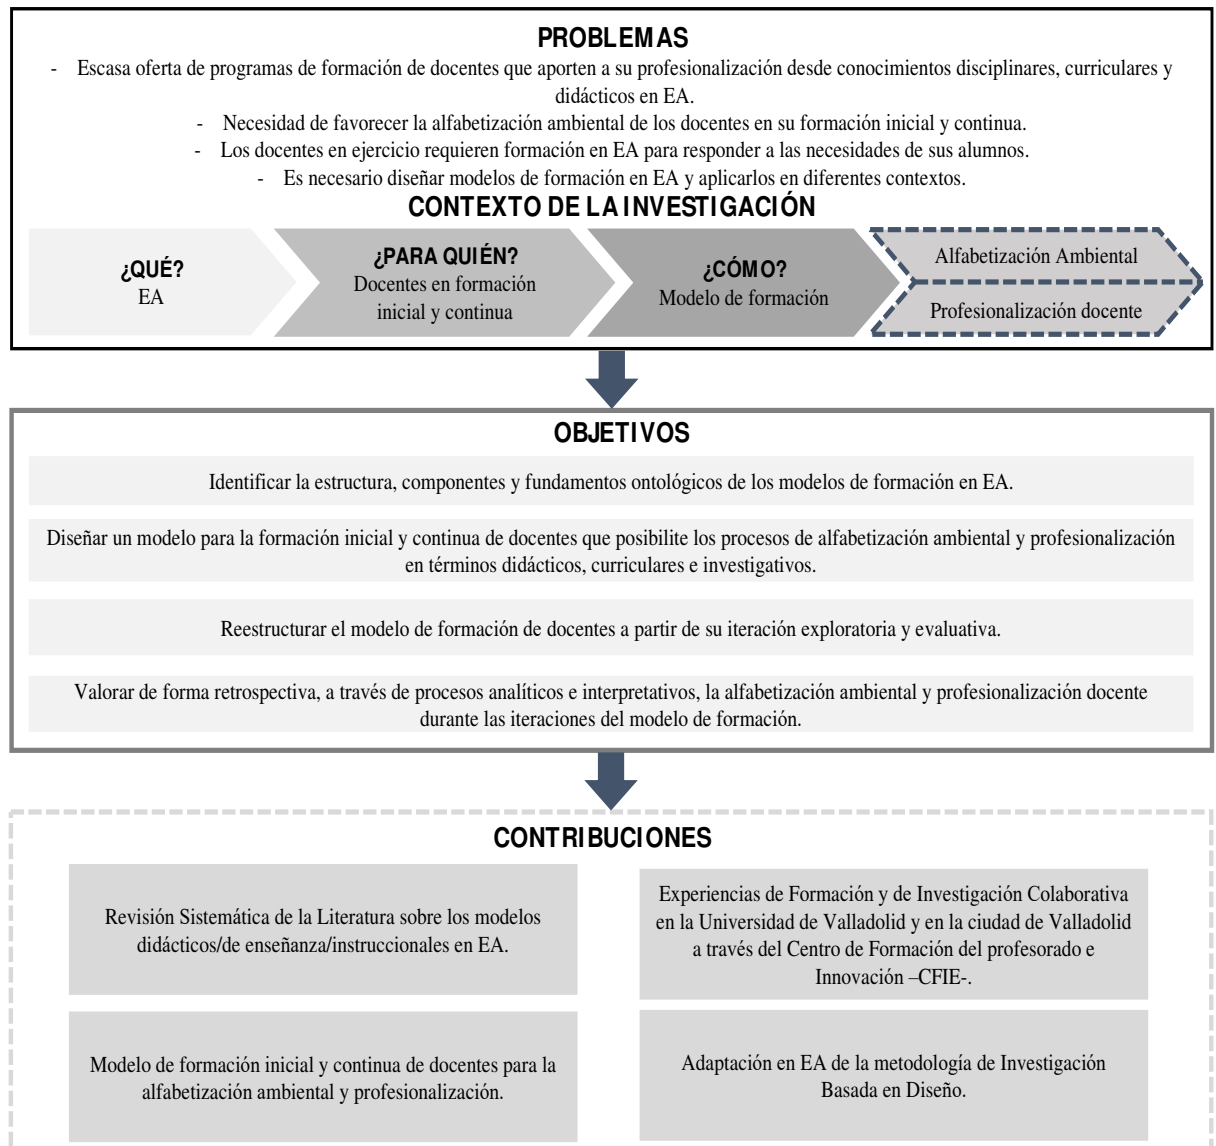 PROBLEMAS
- Escasa oferta de programas de formación de docentes que aporten a su profesionalización desde conocimientos disciplinares, curriculares y
didácticos en EA.
- Necesidad de favorecer la alfabetización ambiental de los docentes en su formación inicial y continua.
- Los docentes en ejercicio requieren formación en EA para responder a las necesidades de sus alumnos.
- Es necesario diseñar modelos de formación en EA y aplicarlos en diferentes contextos.
CONTEXTO DE LA INVESTIGACIÓN
¿QUÉ?
EA
¿PARA QUIÉN?
Docentes en formación
inicial y continua
¿CÓMO?
Modelo de formación
Alfabetización Ambiental
Profesionalización docente
OBJETIVOS
Identificar la estructura, componentes y fundamentos ontológicos de los modelos de formación en EA.
Diseñar un modelo para la formación inicial y continua de docentes que posibilite los procesos de alfabetización ambiental y profesionalización
en términos didácticos, curriculares e investigativos.
Reestructurar el modelo de formación de docentes a partir de su iteración exploratoria y evaluativa.
Valorar de forma retrospectiva, a través de procesos analíticos e interpretativos, la alfabetización ambiental y profesionalización docente
durante las iteraciones del modelo de formación.
CONTRIBUCIONES
Revisión Sistemática de la Literatura sobre los modelos
didácticos/de enseñanza/instruccionales en EA.
Experiencias de Formación y de Investigación Colaborativa
en la Universidad de Valladolid y en la ciudad de Valladolid
a través del Centro de Formación del profesorado e
Innovación –CFIE-.
Modelo de formación inicial y continua de docentes para la
alfabetización ambiental y profesionalización.
Adaptación en EA de la metodología de Investigación
Basada en Diseño.